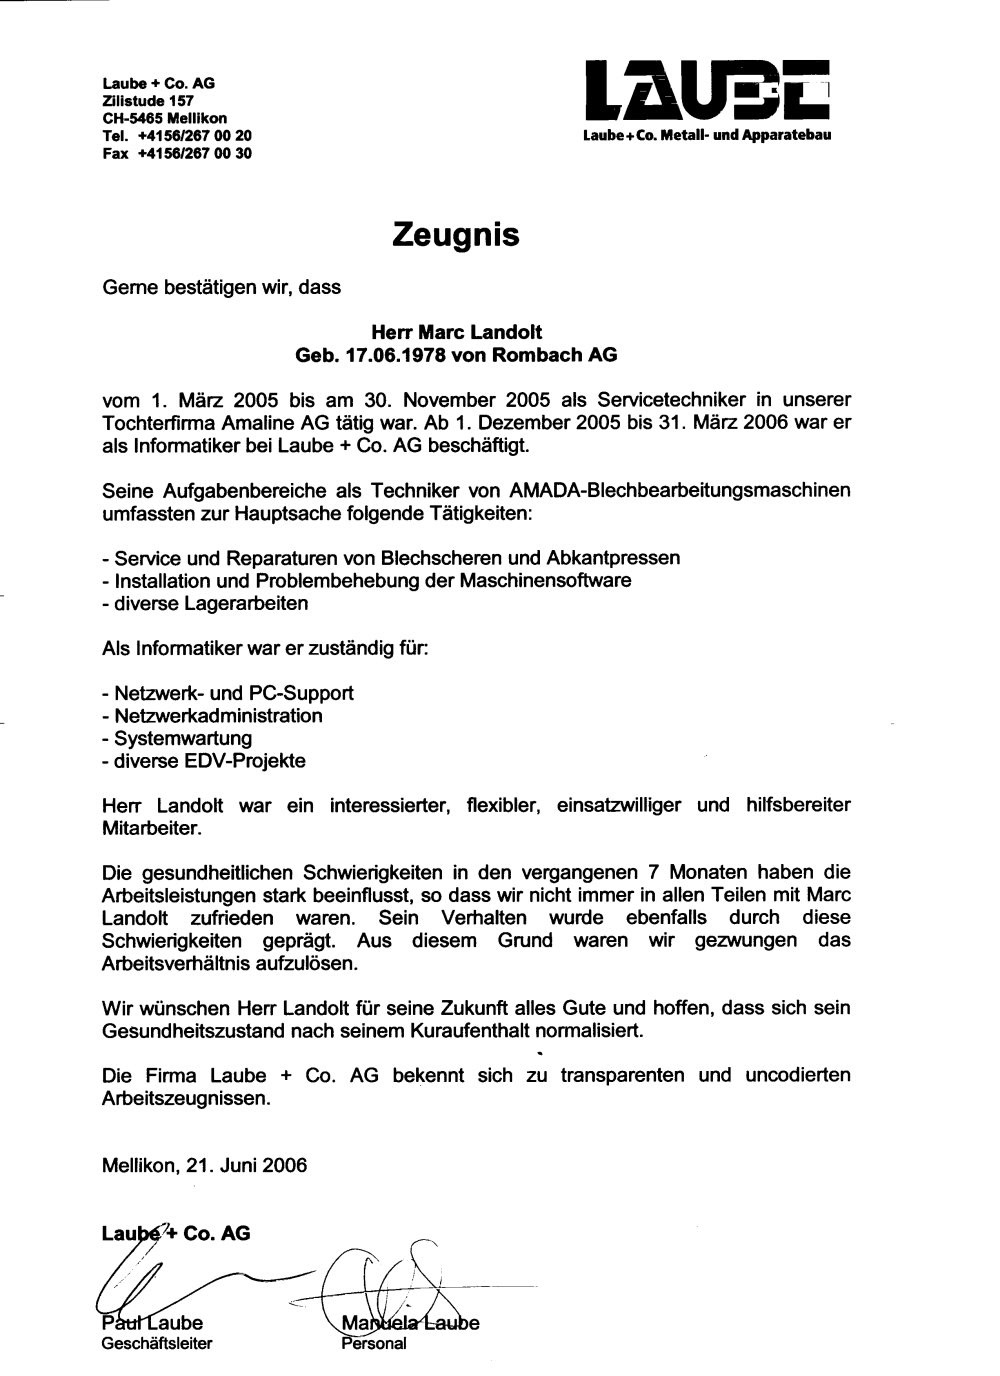 Laube + Co. AG
Zilistude 157
CH-5465 Mellikon
Tel. +4156/267 00 20
Fax +4156/267 00 30
LAUBE
Laube+Co. Metall- und Apparatebau
Zeugnis
Gerne bestätigen wir, dass
Herr Marc Landolt
Geb. 17.06.1978 von Rombach AG
vom 1. März 2005 bis am 30. November 2005 als Servicetechniker in unserer
Tochterfirma Amaline AG tätig war. Ab 1. Dezember 2005 bis 31. März 2006 war er
als Informatiker bei Laube + Co. AG beschäftigt.
Seine Aufgabenbereiche als Techniker von AMADA-Blechbearbeitungsmaschinen
umfassten zur Hauptsache folgende Tätigkeiten:
- Service und Reparaturen von Blechscheren und Abkantpressen
- Installation und Problembehebung der Maschinensoftware
- diverse Lagerarbeiten
Als Informatiker war er zuständig für:
- Netzwerk- und PC-Support
- Netzwerkadministration
- Systemwartung
- diverse EDV-Projekte
Herr Landolt war ein interessierter, flexibler, einsatzwilliger und hilfsbereiter
Mitarbeiter.
Die gesundheitlichen Schwierigkeiten in den vergangenen 7 Monaten haben die
Arbeitsleistungen stark beeinflusst, so dass wir nicht immer in allen Teilen mit Marc
Landolt zufrieden waren. Sein Verhalten wurde ebenfalls durch diese
Schwierigkeiten geprägt. Aus diesem Grund waren wir gezwungen das
Arbeitsverhältnis aufzulösen.
Wir wünschen Herr Landolt für seine Zukunft alles Gute und hoffen, dass sich sein
Gesundheitszustand nach seinem Kuraufenthalt normalisiert.
Die Firma Laube + Co. AG bekennt sich zu transparenten und uncodierten
Arbeitszeugnissen.
Mellikon, 21. Juni 2006
Laube + Co. AG
Paul Laube
Geschäftsleiter
Manuela Laube
Personal